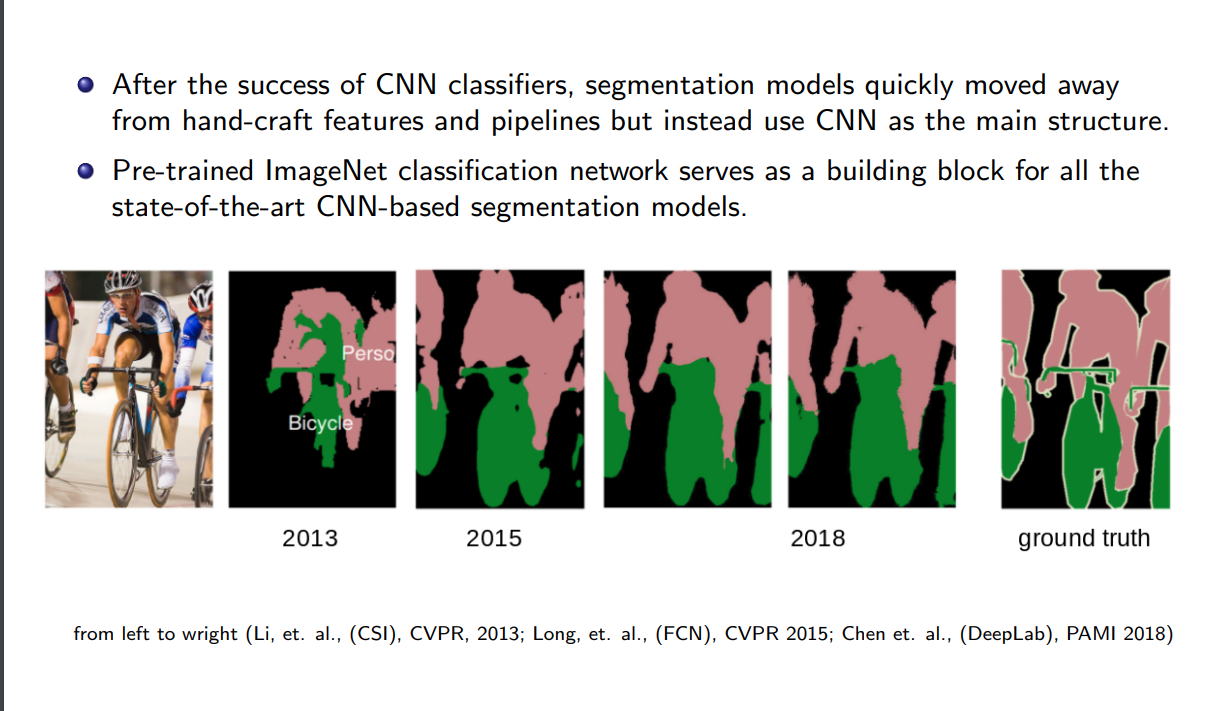 After the success of CNN classifiers, segmentation models quickly moved away
from hand-craft features and pipelines but instead use CNN as the main structure.
Pre-trained ImageNet classification network serves as a building block for all the
state-of-the-art CNN-based segmentation models.
Perso
Bicycle
2013
2015
2018
ground truth
from left to wright (Li, et. al., (CSI), CVPR, 2013; Long, et. al., (FCN), CVPR 2015; Chen et. al., (DeepLab), PAMI 2018)